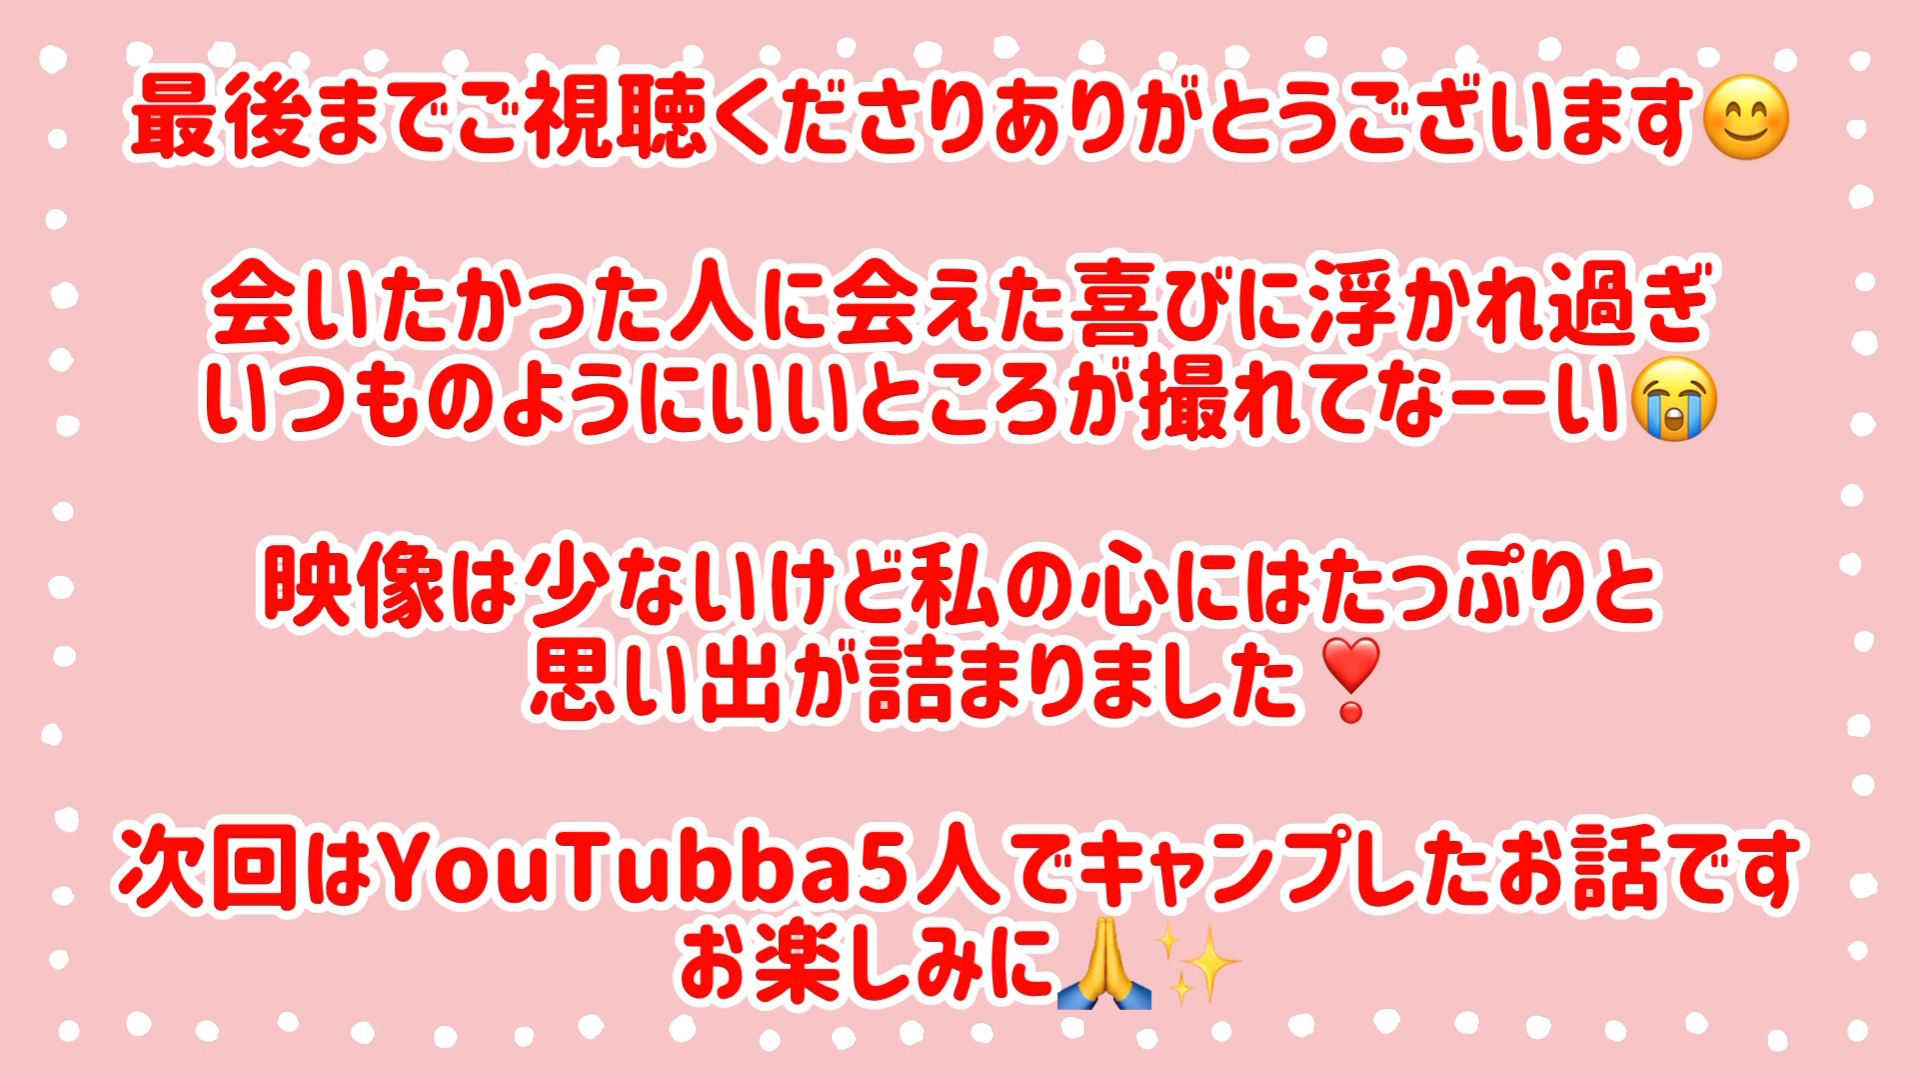 最後までご視聴くださりありがとうございます😊
会いたかった人に会えた喜びに浮かれ過ぎ
いつものようにいいところが撮れてなーーい😭
映像は少ないけど私の心にはたっぷりと
思い出が詰まりました❣️
次回はYouTubba5人でキャンプしたお話です
お楽しみに🙏✨